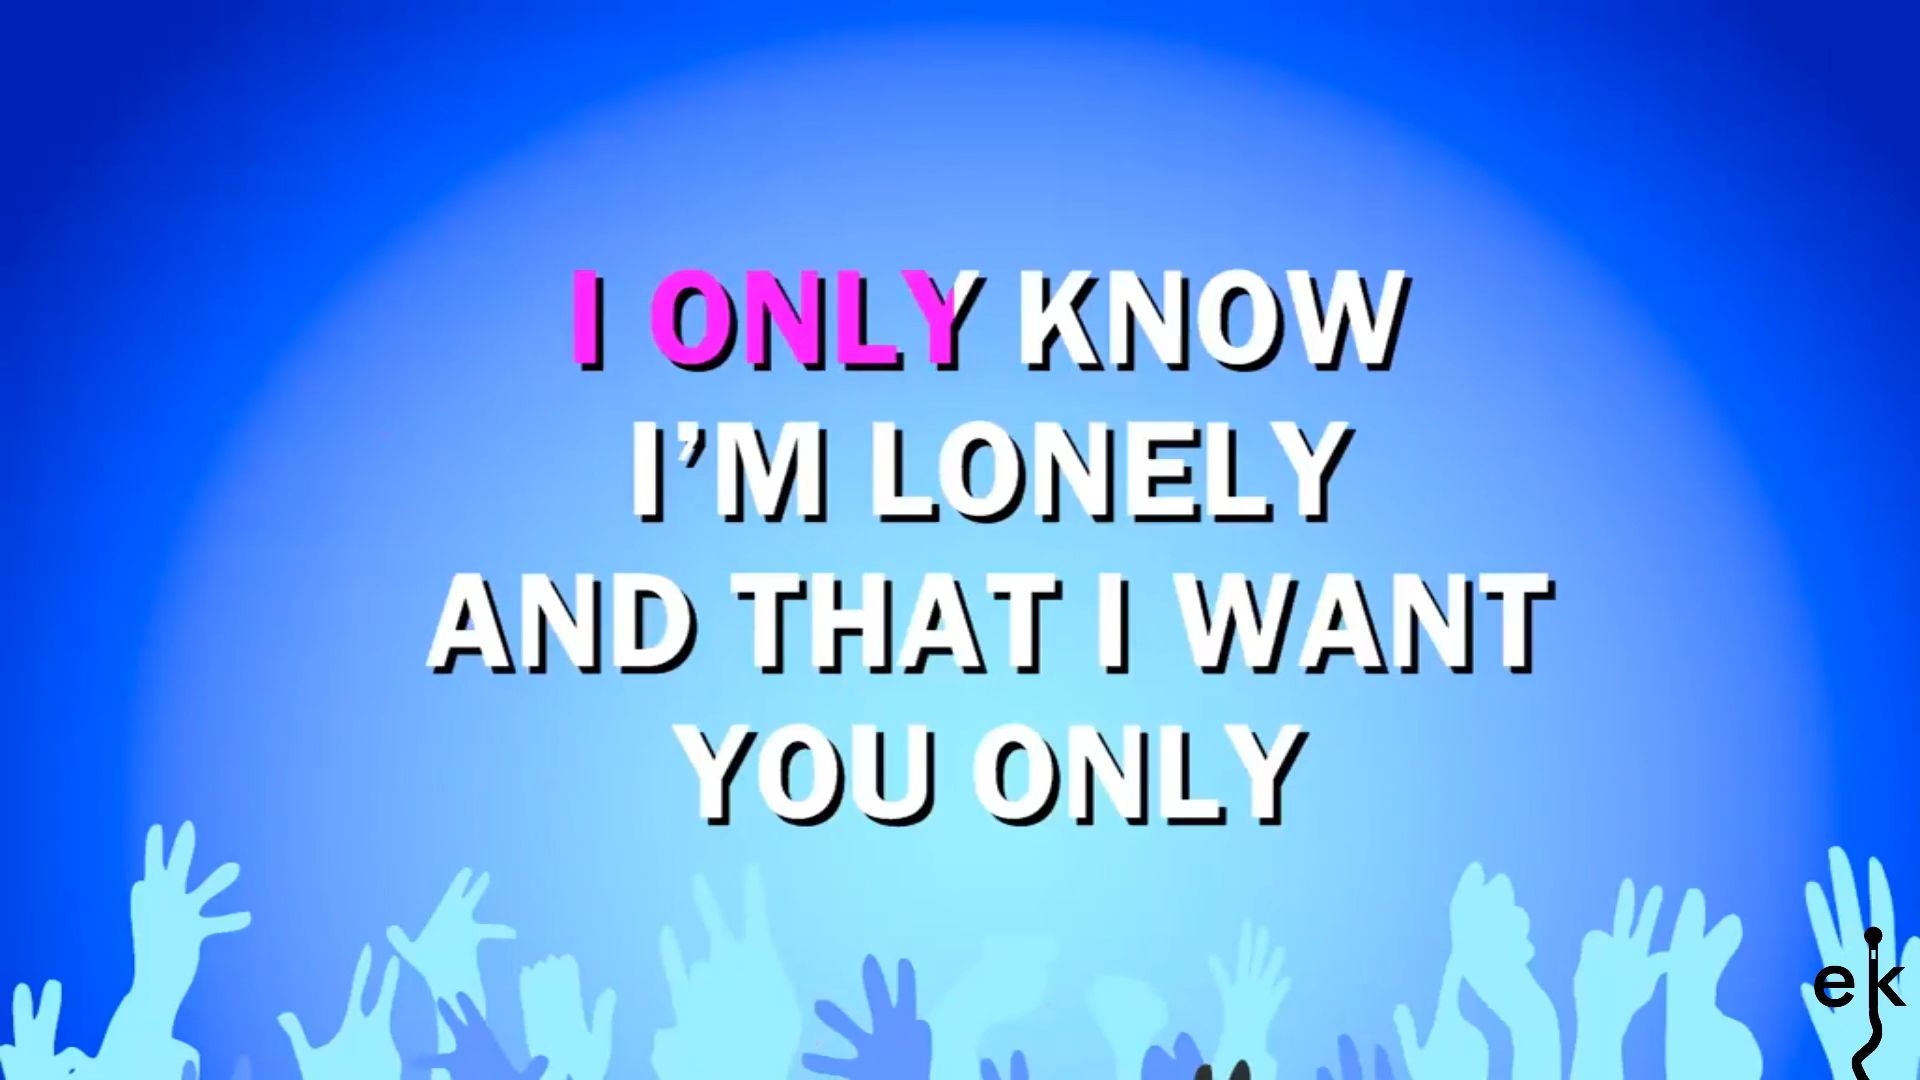 I ONLY KNOW
I’M LONELY
AND THAT I WANT
YOU ONLY
ek